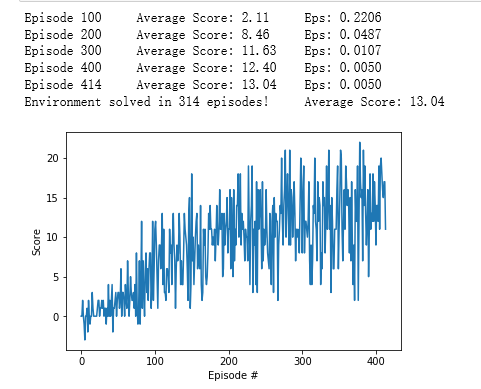 Episode 100 Average Score: 2.11 Eps: 0.2206
Episode 200 Average Score: 8.46 Eps: 0.0487
Episode 300 Average Score: 11.63 Eps: 0.0107
Episode 400 Average Score: 12.40 Eps: 0.0050
Episode 414 Average Score: 13.04 Eps: 0.0050
Environment solved in 314 episodes! Average Score: 13.04
20
15
10
5
0
Score
0 100 200 300 400
Episode #